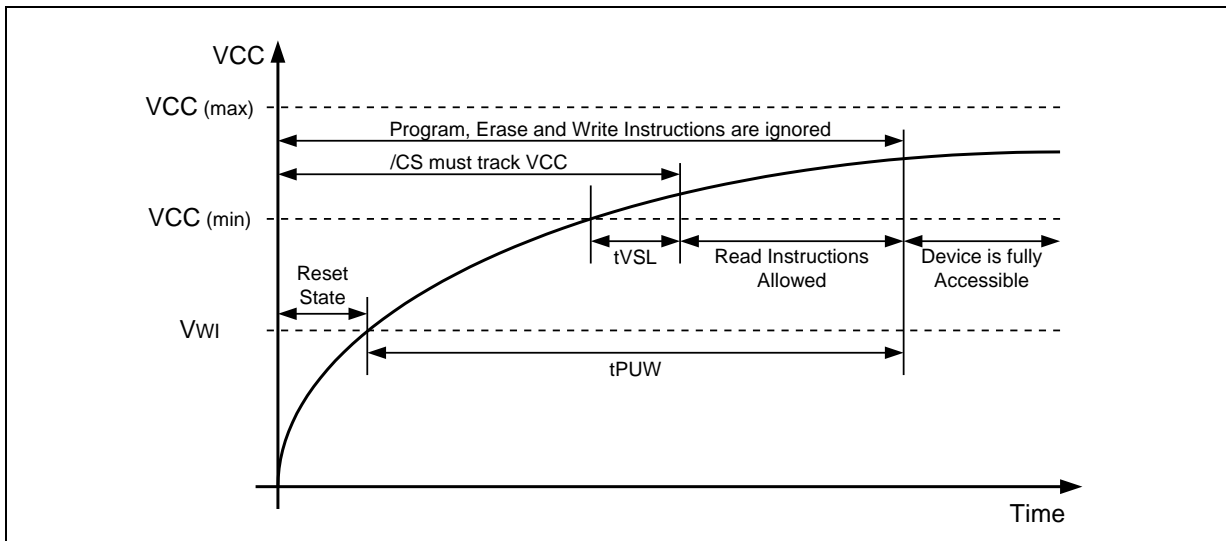 VCC
VCC (max)
Program, Erase and Write Instructions are ignored
/CS must track VCC
VCC (min)
tVSL
Read Instructions
Allowed
Device is fully
Accessible
Reset
State
VWI
tPUW
Time